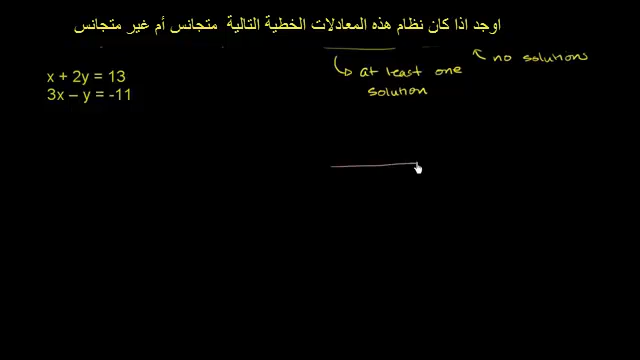 اوجد اذا كان نظام هذه المعادلات الخطية التالية متجانس أم غير متجانس
no solutions
at least one
solution
x + 2y = 13
3x – y = -11